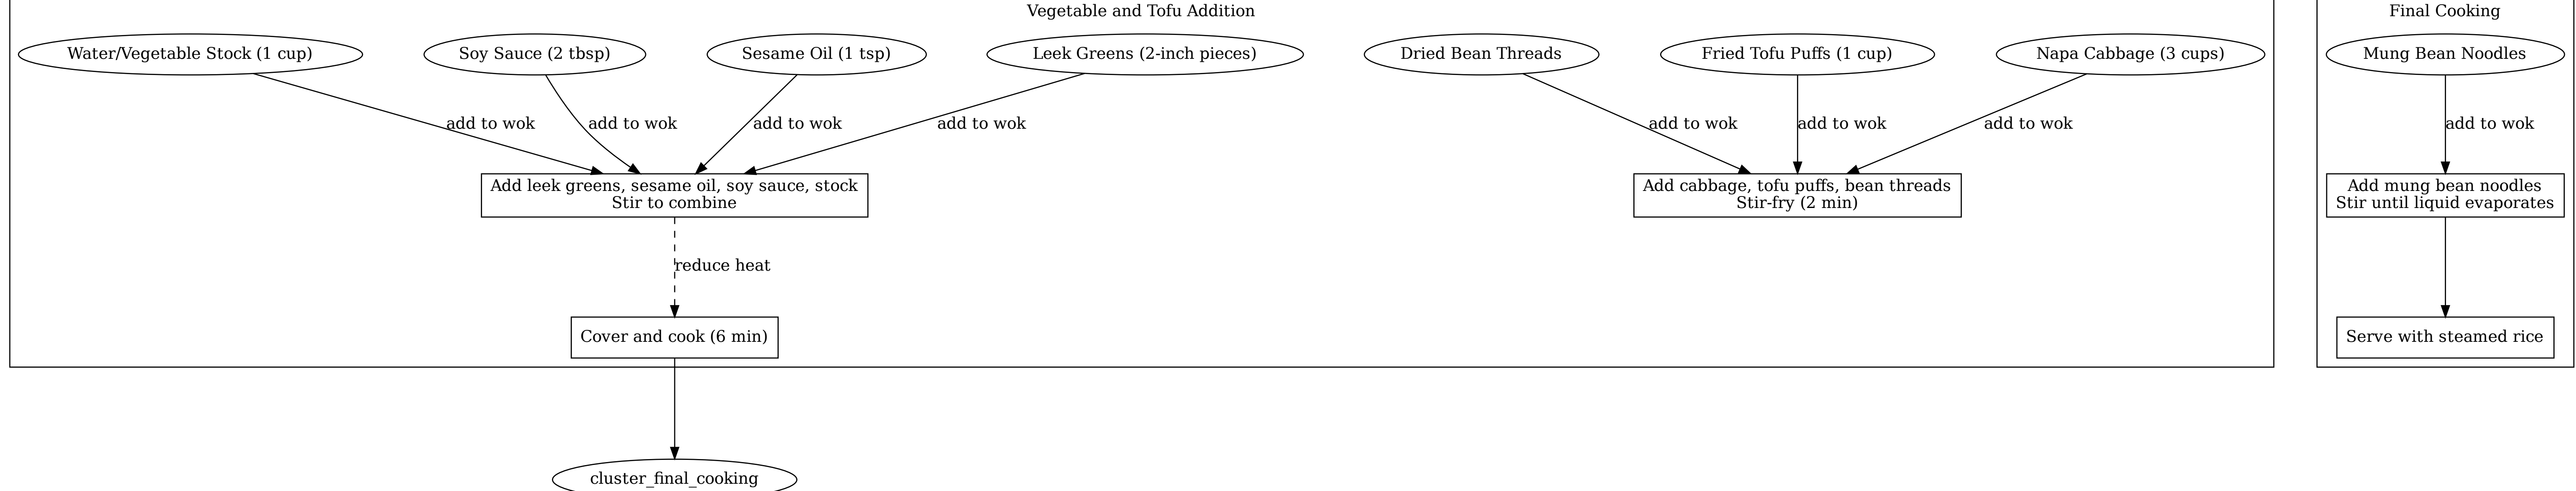 Vegetable and Tofu Addition
Final Cooking
Water/Vegetable Stock (1 cup)
Soy Sauce (2 tbsp)
Sesame Oil (1 tsp)
Leek Greens (2-inch pieces)
Dried Bean Threads
Fried Tofu Puffs (1 cup)
Napa Cabbage (3 cups)
Mung Bean Noodles
add to wok
add to wok
add to wok
add to wok
add to wok
add to wok
add to wok
add to wok
Add leek greens, sesame oil, soy sauce, stock
Stir to combine
Add cabbage, tofu puffs, bean threads
Stir-fry (2 min)
Add mung bean noodles
Stir until liquid evaporates
reduce heat
Cover and cook (6 min)
Serve with steamed rice
cluster_final_cooking